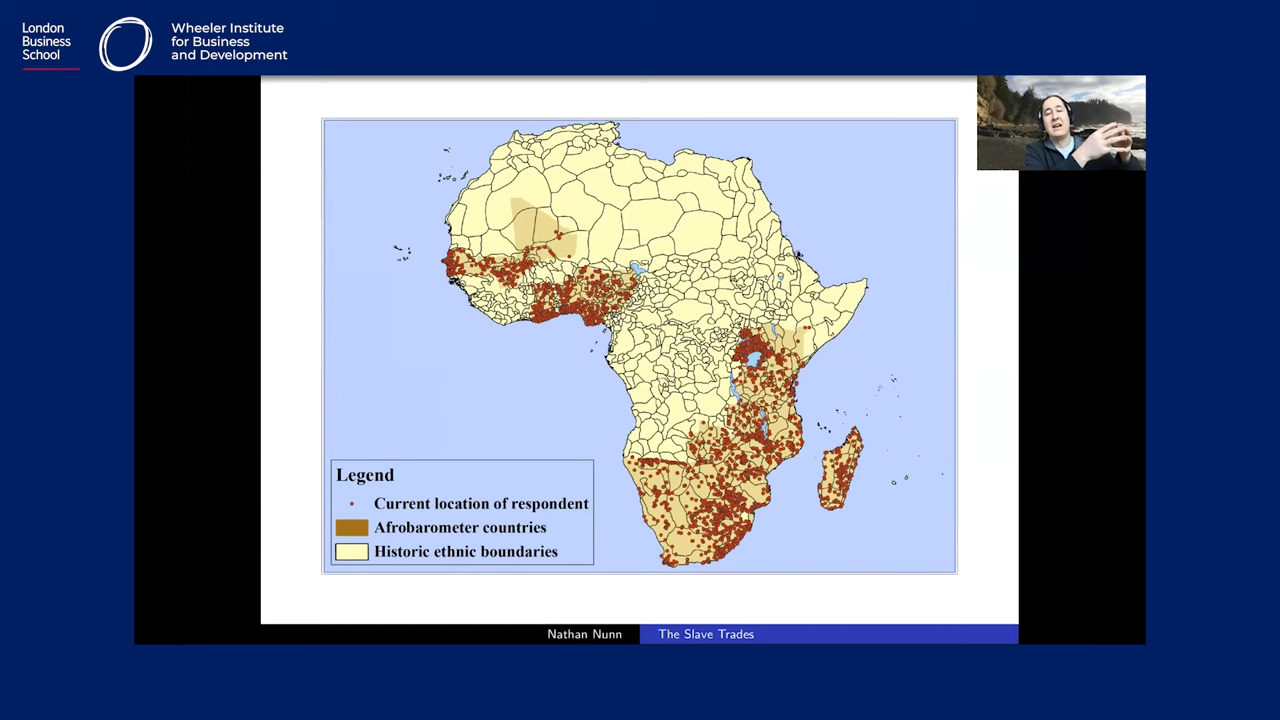 London
Business
School
Wheeler Institute
for Business
and Development
Legend
Current location of respondent
Afrobarometer countries
Historic ethnic boundaries
Nathan Nunn
The Slave Trades